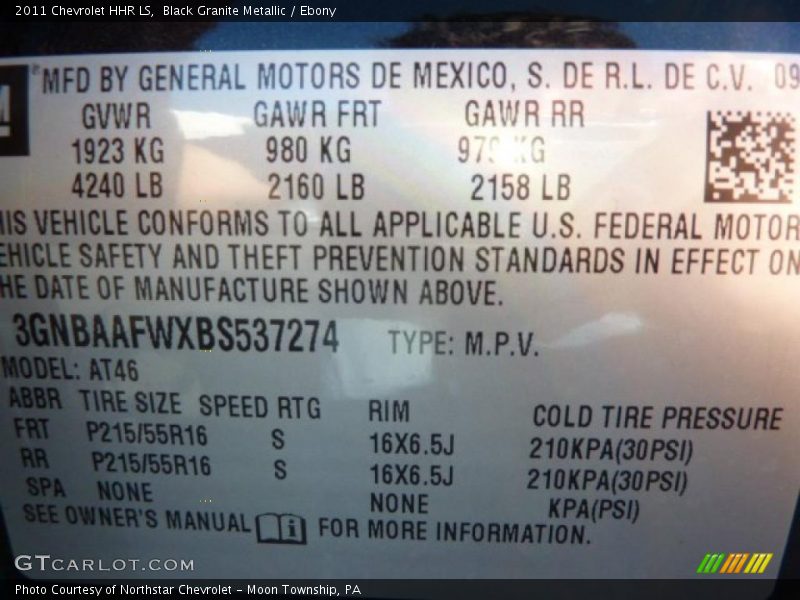 2011 Chevrolet HHR LS, Black Granite Metallic / Ebony
MFD BY GENERAL MOTORS DE MEXICO, S. DE R.L. DE C.V. 09
GVWR GAWR FRT GAWR RR
1923 KG 980 KG KG
4240 LB 2160 LB 2158 LB
HIS VEHICLE CONFORMS TO ALL APPLICABLE U.S. FEDERAL MOTOR
EHICLE SAFETY AND THEFT PREVENTION STANDARDS IN EFFECT ON
HE DATE OF MANUFACTURE SHOWN ABOVE.
3GNBAAFWXBS537274 TYPE: M.P.V.
MODEL: AT46
ABBR TIRE SIZE SPEED RTG RIM COLD TIRE PRESSURE
FRT P215/55R16 S 16X6.5J 210KPA(30PSI)
RR P215/55R16 S 16X6.5J 210KPA(30PSI)
SPA NONE NONE KPA(PSI)
SEE OWNER'S MANUAL FOR MORE INFORMATION.
GTCARLOT.COM
Photo Courtesy of Northstar Chevrolet - Moon Township, PA